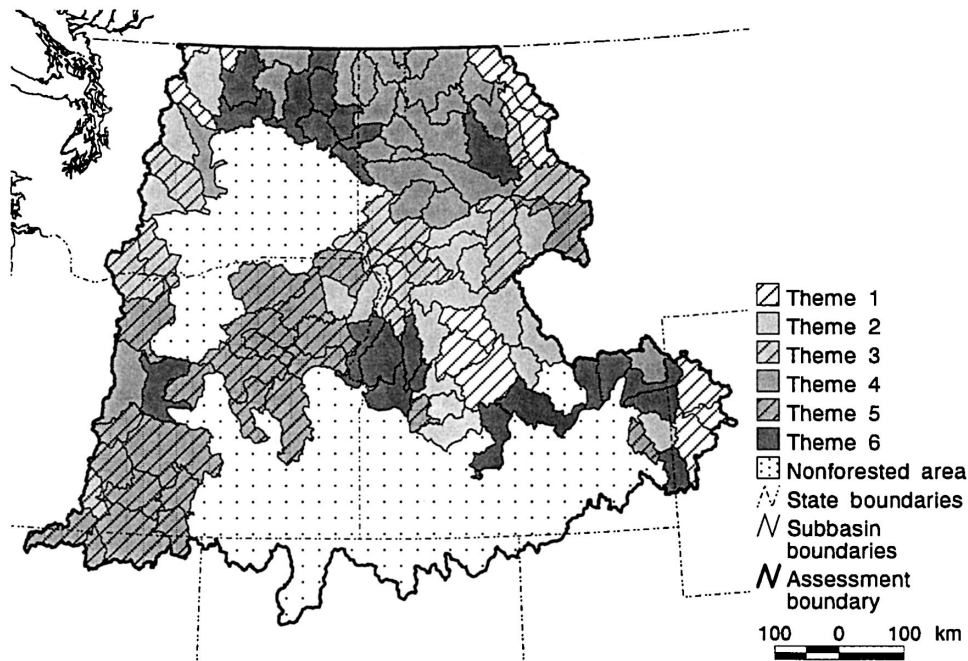 Theme 1
Theme 2
Theme 3
Theme 4
Theme 5
Theme 6
Nonforested area
State boundaries
Subbasin
boundaries
Assessment
boundary
100 0 100 km